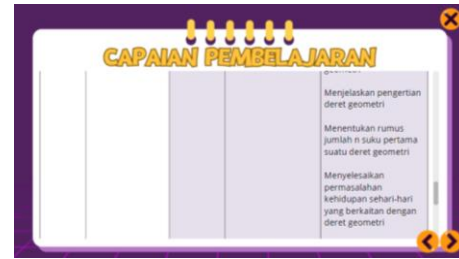 CAPAIAN PEMBELAJARAN
Menjelaskan pengertian
deret geometri
Menentukan rumus
jumlah n suku pertama
suatu deret geometri
Menyelesaikan
permasalahan
kehidupan sehari-hari
yang berkaitan dengan
deret geometri